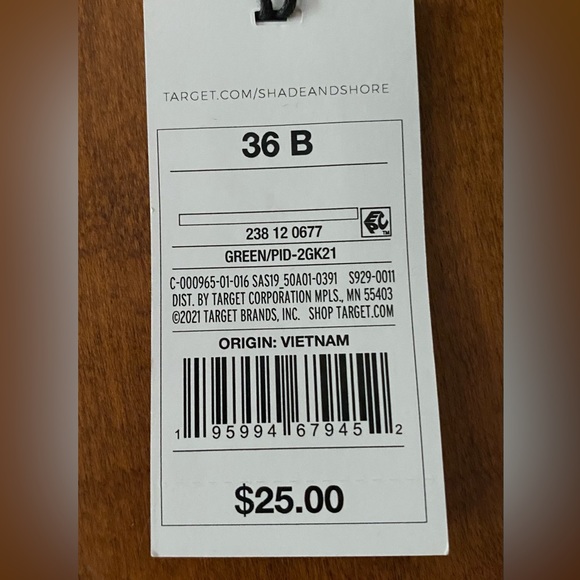 TARGET.COM/SHADEANDSHORE
36 B
238 12 0677
EPC
TM
GREEN/PID-2GK21
C-000965-01-016 SAS19_50A01-0391 S929-0011
DIST. BY TARGET CORPORATION MPLS., MN 55403
©2021 TARGET BRANDS, INC. SHOP TARGET.COM
ORIGIN: VIETNAM
1 95994 67945 2
$25.00